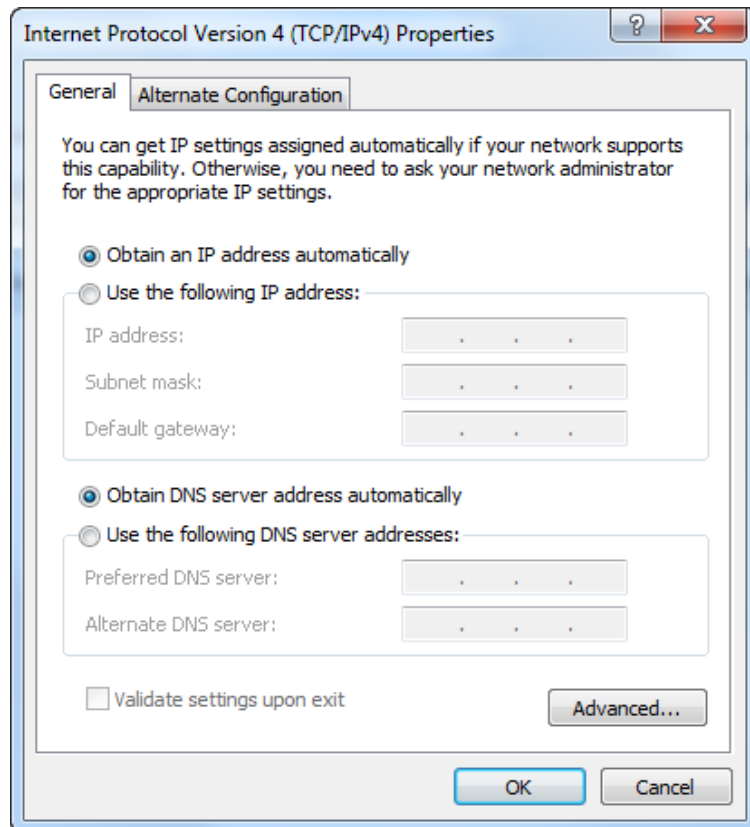 Internet Protocol Version 4 (TCP/IPv4) Properties
General
Alternate Configuration
You can get IP settings assigned automatically if your network supports
this capability. Otherwise, you need to ask your network administrator
for the appropriate IP settings.
Obtain an IP address automatically
Use the following IP address:
IP address:
Subnet mask:
Default gateway:
Obtain DNS server address automatically
Use the following DNS server addresses:
Preferred DNS server:
Alternate DNS server:
Validate settings upon exit
Advanced...
OK
Cancel